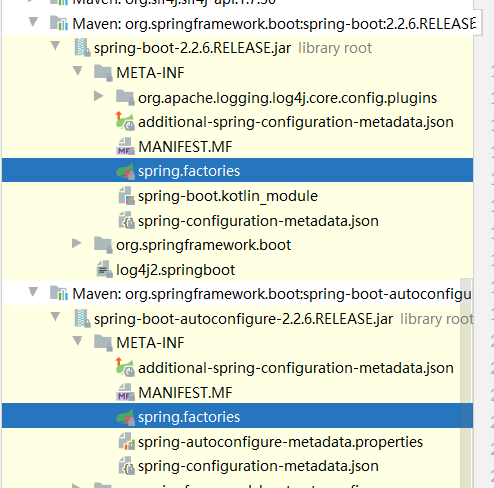 Maven: org.slf4j:slf4j-api:1.7.30
Maven: org.springframework.boot:spring-boot:2.2.6.RELEASE
spring-boot-2.2.6.RELEASE.jar library root
META-INF
org.apache.logging.log4j.core.config.plugins
additional-spring-configuration-metadata.json
MANIFEST.MF
spring.factories
spring-boot.kotlin_module
spring-configuration-metadata.json
org.springframework.boot
log4j2.springboot
Maven: org.springframework.boot:spring-boot-autoconfigu
spring-boot-autoconfigure-2.2.6.RELEASE.jar library root
META-INF
additional-spring-configuration-metadata.json
MANIFEST.MF
spring.factories
spring-autoconfigure-metadata.properties
spring-configuration-metadata.json